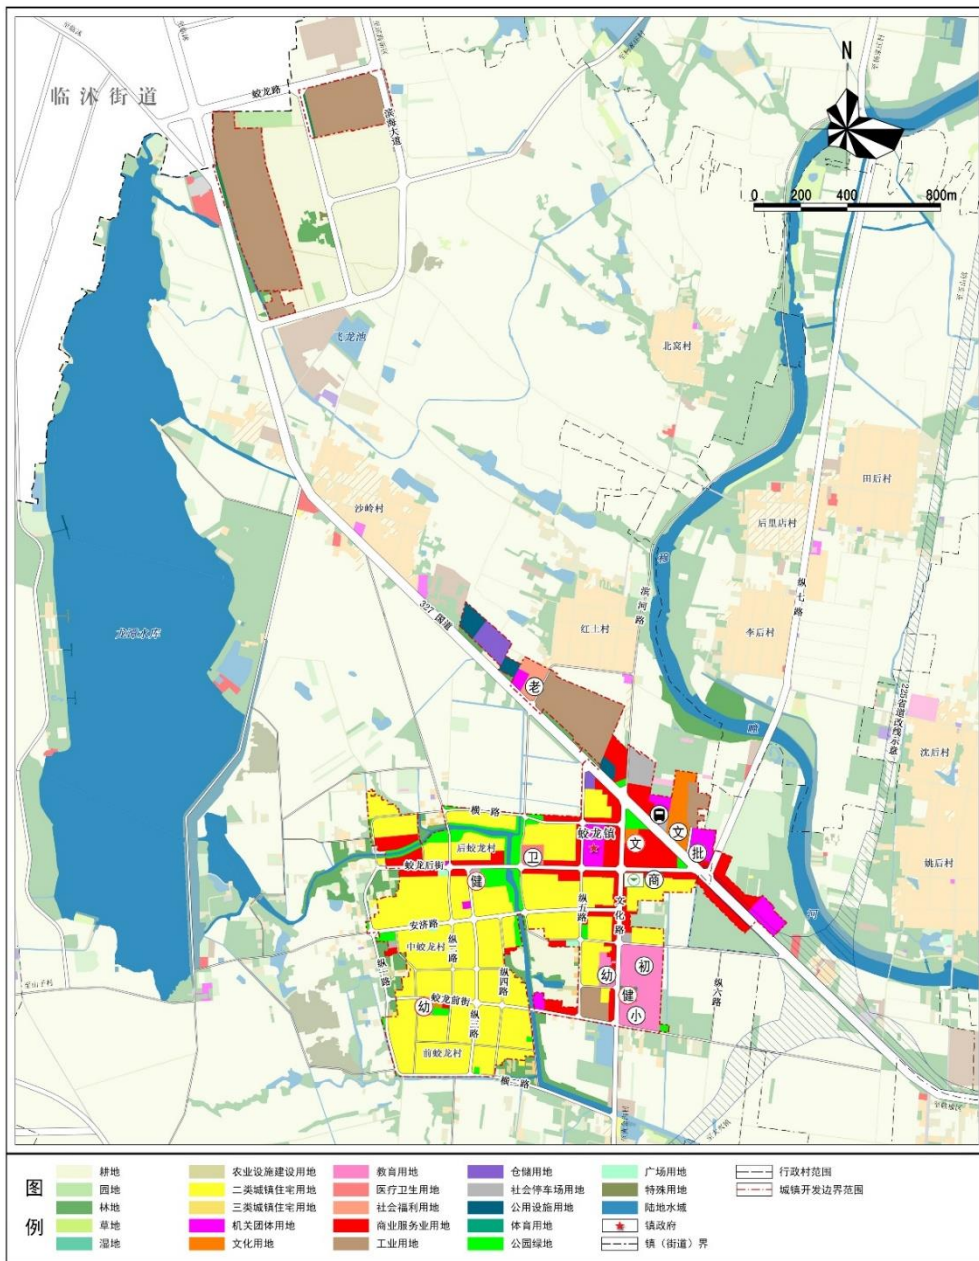 临沭街道
蛟龙路
滨海大道
N
0 200 400 800m
飞龙池
北窝村
沙岭村
田后村
后里店村
纵七路
滨河路
327 国道
红土村
李后村
龙潭水库
老
225省道改线示意
沈后村
横一路
蛟龙镇
后蛟龙村
文
文
批
姚后村
卫
蛟龙后街
健
商
河
纵五路
文化路
安济路
中蛟龙村
纵二路
纵四路
初
幼
健
纵六路
蛟龙前街
幼
纵三路
小
前蛟龙村
横二路
图例
耕地
园地
林地
草地
湿地
农业设施建设用地
二类城镇住宅用地
三类城镇住宅用地
机关团体用地
文化用地
教育用地
医疗卫生用地
社会福利用地
商业服务业用地
工业用地
仓储用地
社会停车场用地
公用设施用地
体育用地
公园绿地
广场用地
特殊用地
陆地水域
镇政府
镇（街道）界
行政村范围
城镇开发边界范围